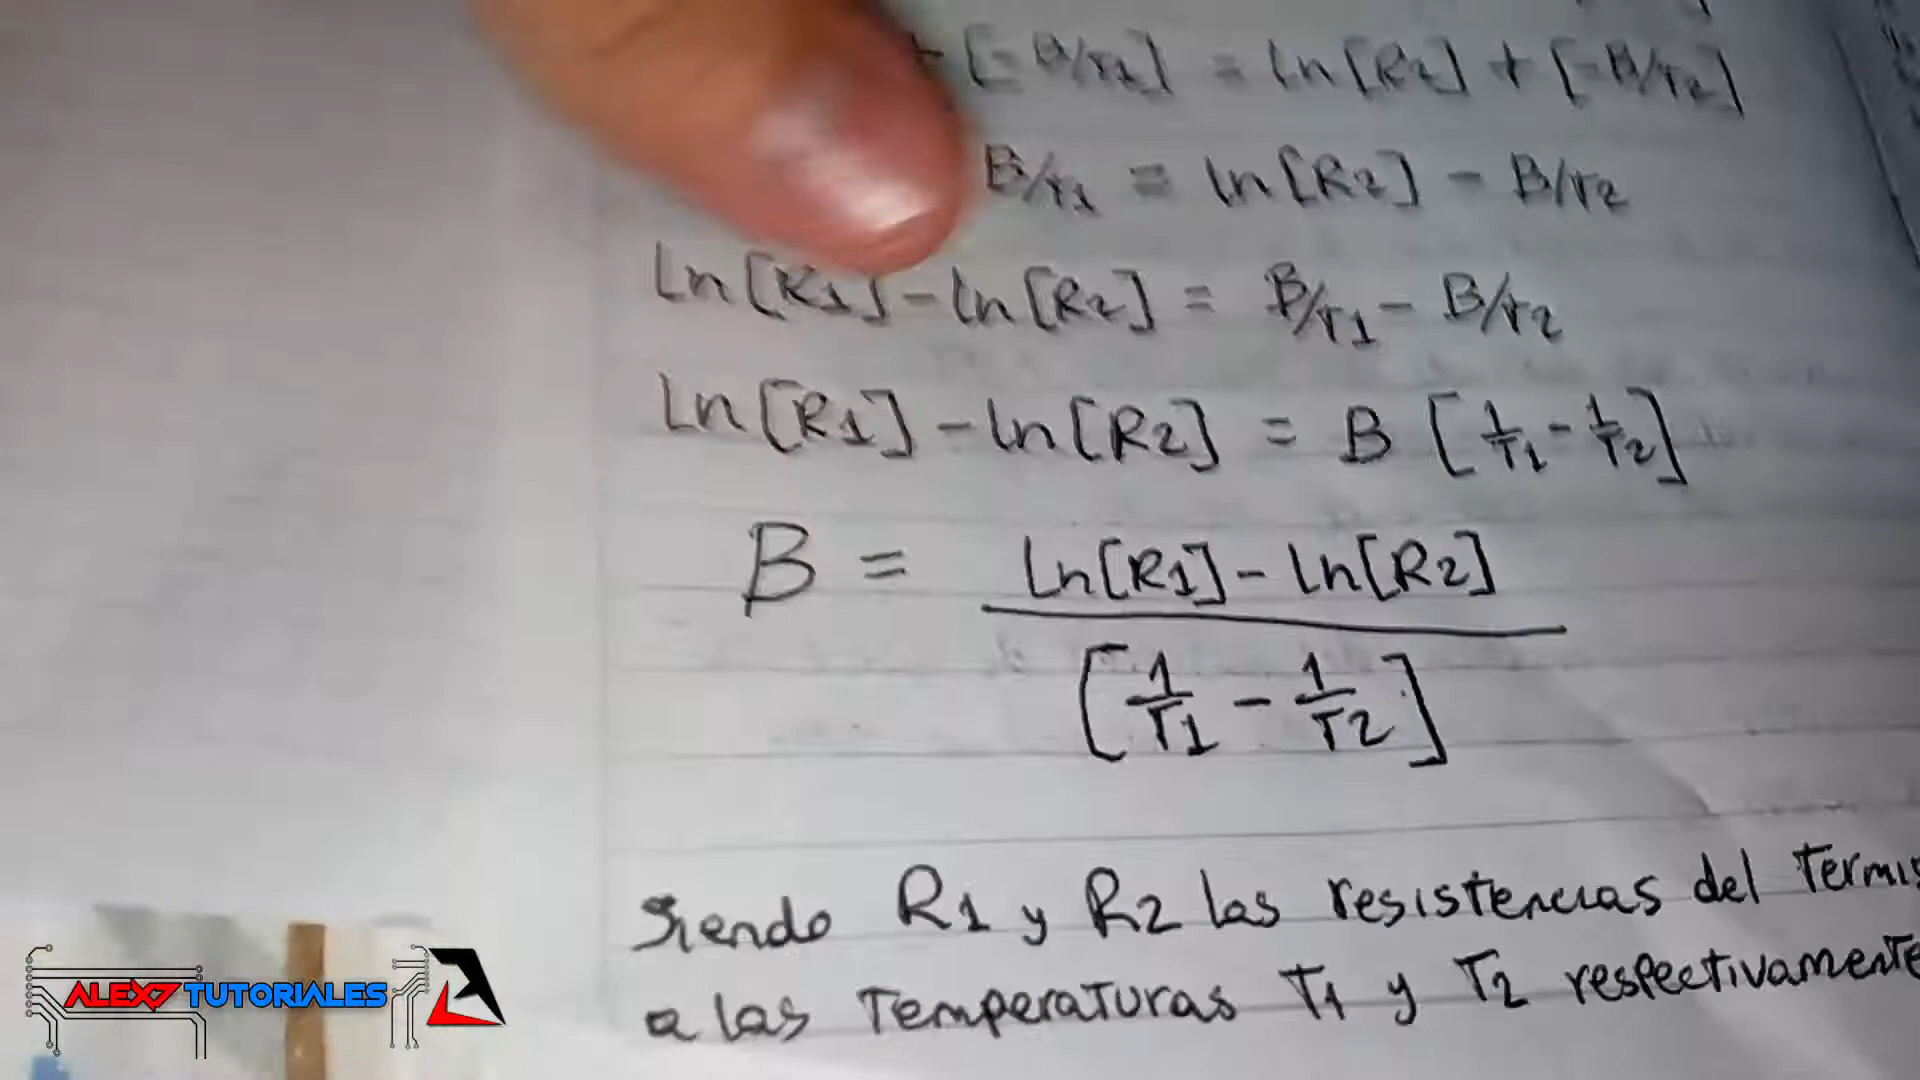 + [-B/T1] = ln[R2] + [-B/T2]
B/T1 = ln[R2] - B/T2
ln[R1] - ln[R2] = B/T1 - B/T2
ln[R1] - ln[R2] = B [1/T1 - 1/T2]
B = ln[R1] - ln[R2]
[1/T1 - 1/T2]
Siendo R1 y R2 las resistencias del Termis
a las Temperaturas T1 y T2 respectivamente
ALEX7 TUTORIALES